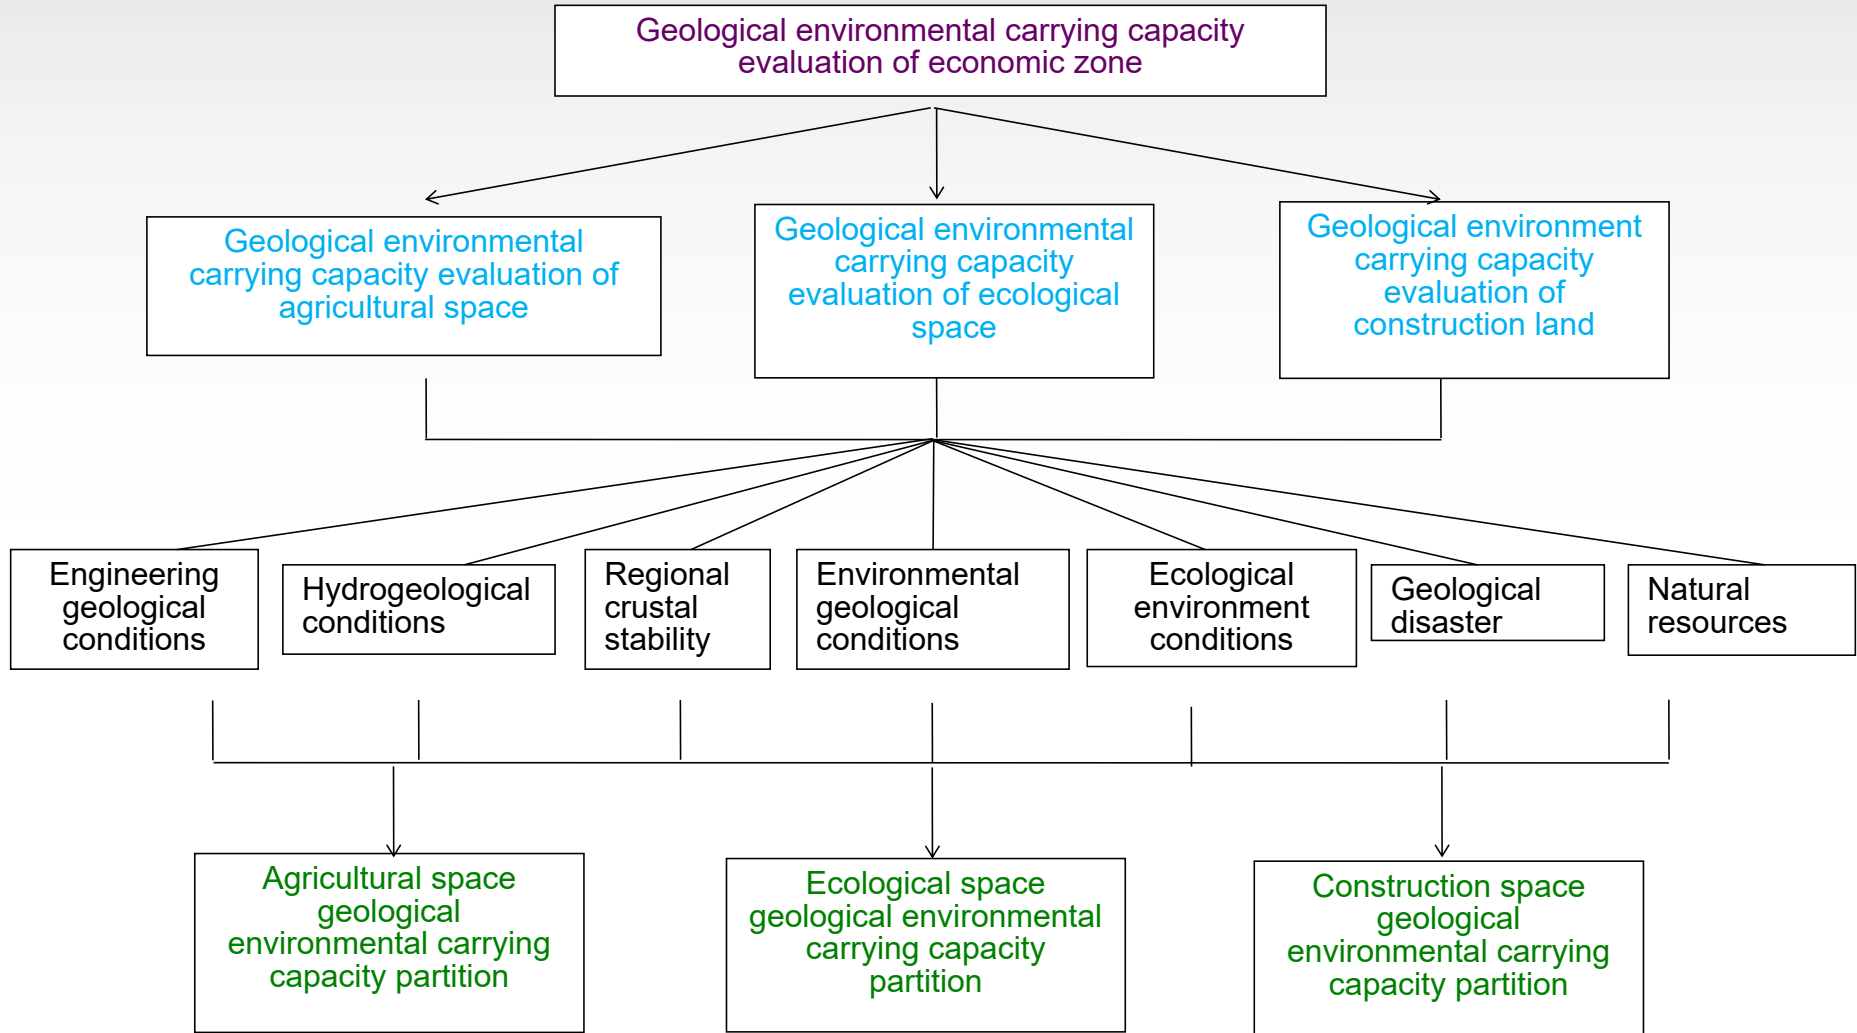 Geological environmental carrying capacity
evaluation of economic zone
Geological environmental
carrying capacity evaluation of
agricultural space
Geological environmental
carrying capacity
evaluation of ecological
space
Geological environment
carrying capacity
evaluation of
construction land
Engineering
geological
conditions
Hydrogeological
conditions
Regional
crustal
stability
Environmental
geological
conditions
Ecological
environment
conditions
Geological
disaster
Natural
resources
Agricultural space
geological
environmental carrying
capacity partition
Ecological space
geological environmental
carrying capacity
partition
Construction space
geological
environmental carrying
capacity partition